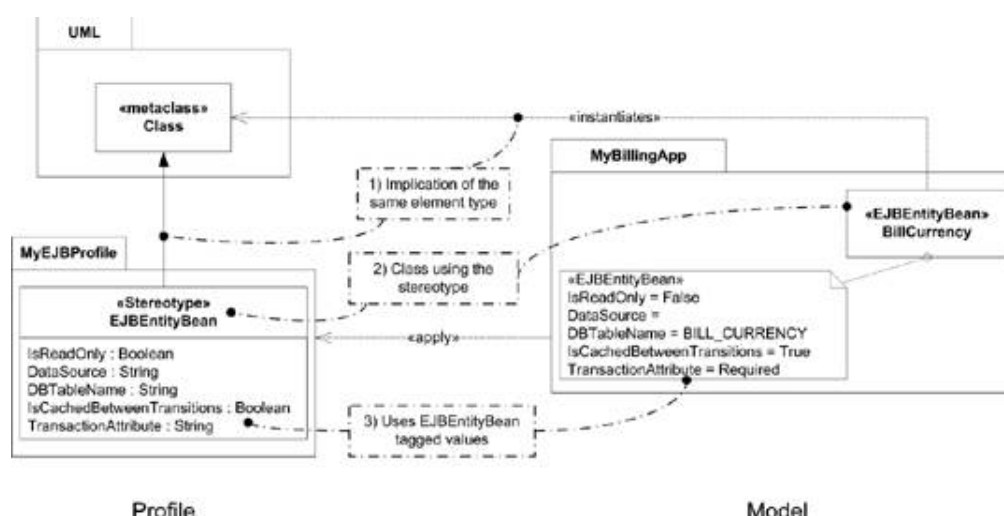 UML
«metaclass»
Class
«instantiates»
MyBillingApp
1) Implication of the
same element type
«EJBEntityBean»
BillCurrency
MyEJBProfile
2) Class using the
stereotype
«Stereotype»
EJBEntityBean
IsReadOnly : Boolean
DataSource : String
DBTableName : String
IsCachedBetweenTransitions : Boolean
TransactionAttribute : String
«apply»
«EJBEntityBean»
IsReadOnly = False
DataSource =
DBTableName = BILL_CURRENCY
IsCachedBetweenTransitions = True
TransactionAttribute = Required
3) Uses EJBEntityBean
tagged values
Profile
Model